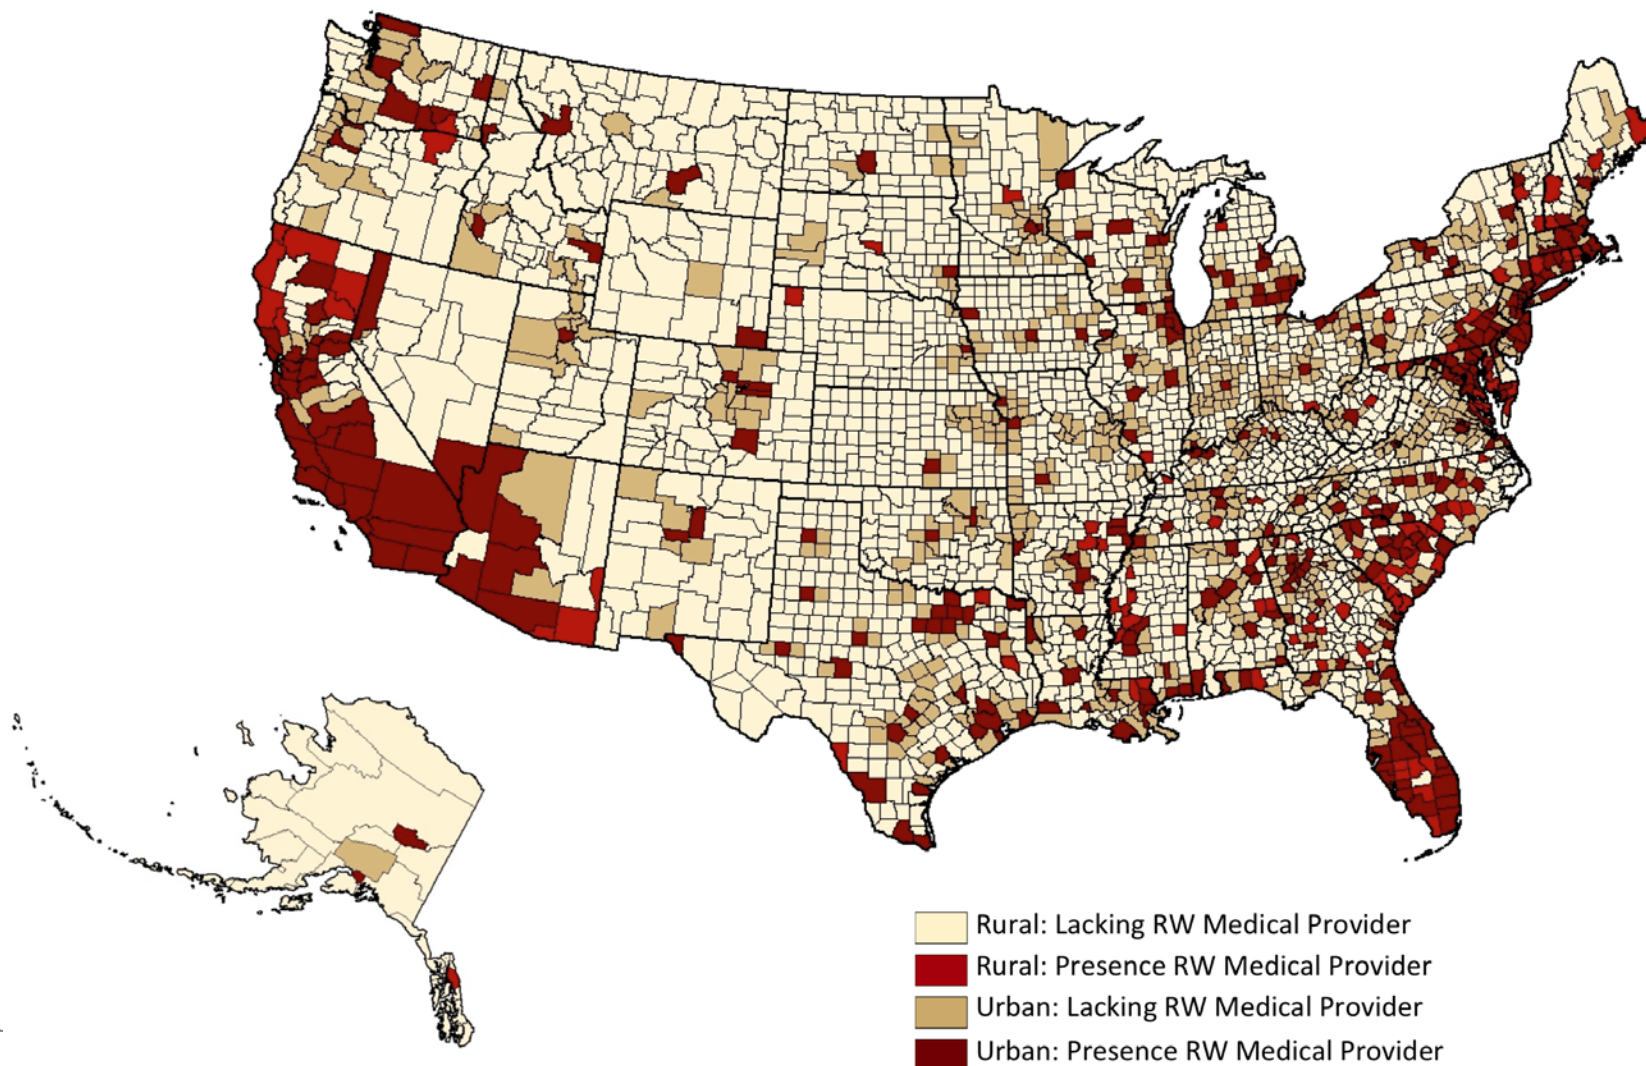 Rural: Lacking RW Medical Provider
Rural: Presence RW Medical Provider
Urban: Lacking RW Medical Provider
Urban: Presence RW Medical Provider